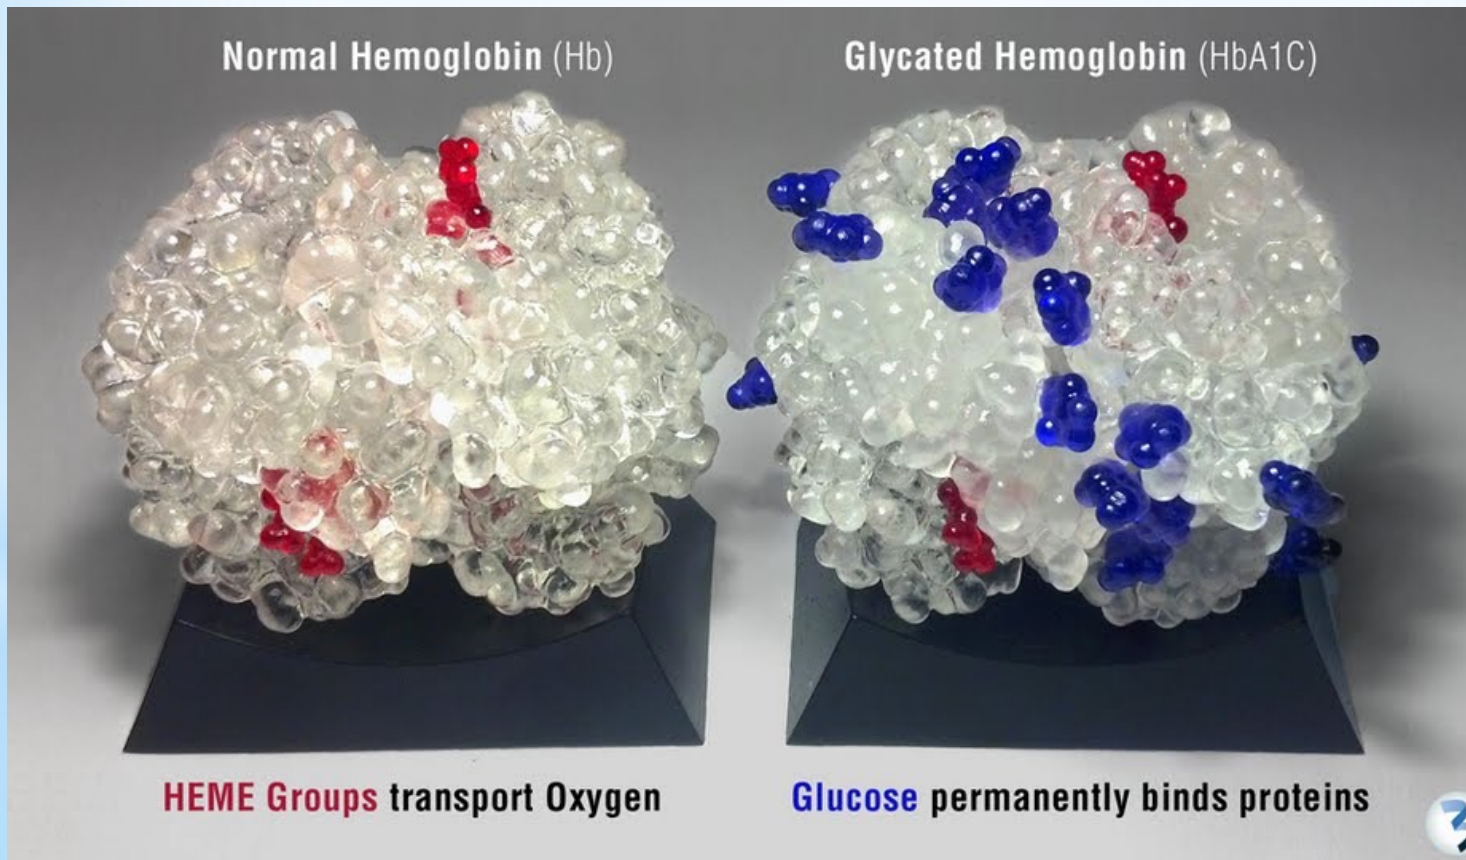 Normal Hemoglobin (Hb)
Glycated Hemoglobin (HbA1C)
HEME Groups transport Oxygen
Glucose permanently binds proteins